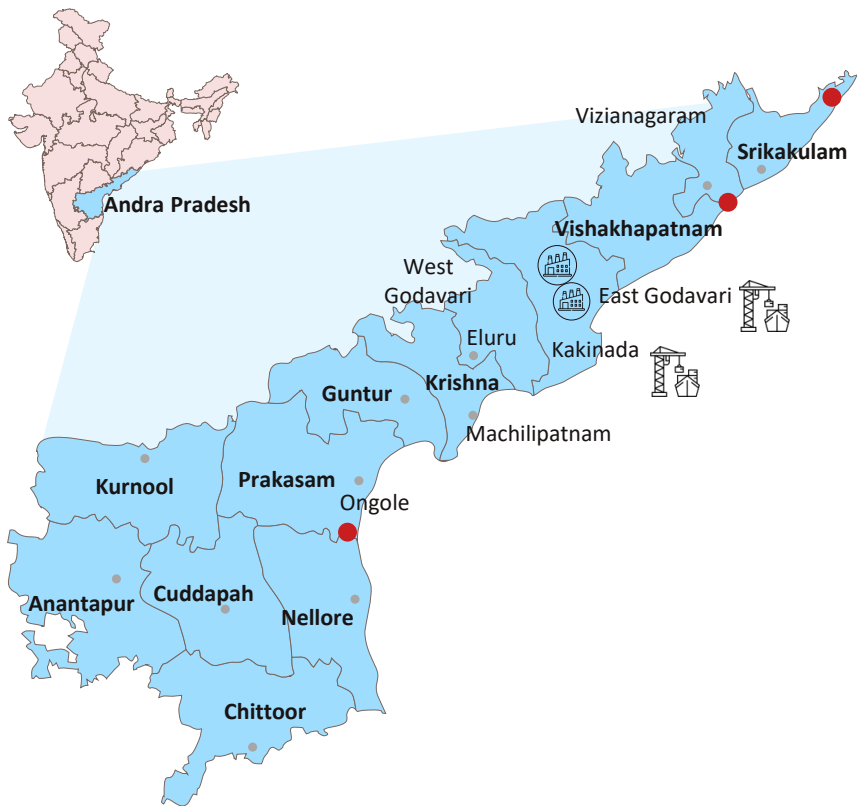 Andra Pradesh
Vizianagaram
Srikakulam
Vishakhapatnam
West
Godavari
East Godavari
Eluru
Kakinada
Krishna
Guntur
Machilipatnam
Kurnool
Prakasam
Ongole
Anantapur
Cuddapah
Nellore
Chittoor